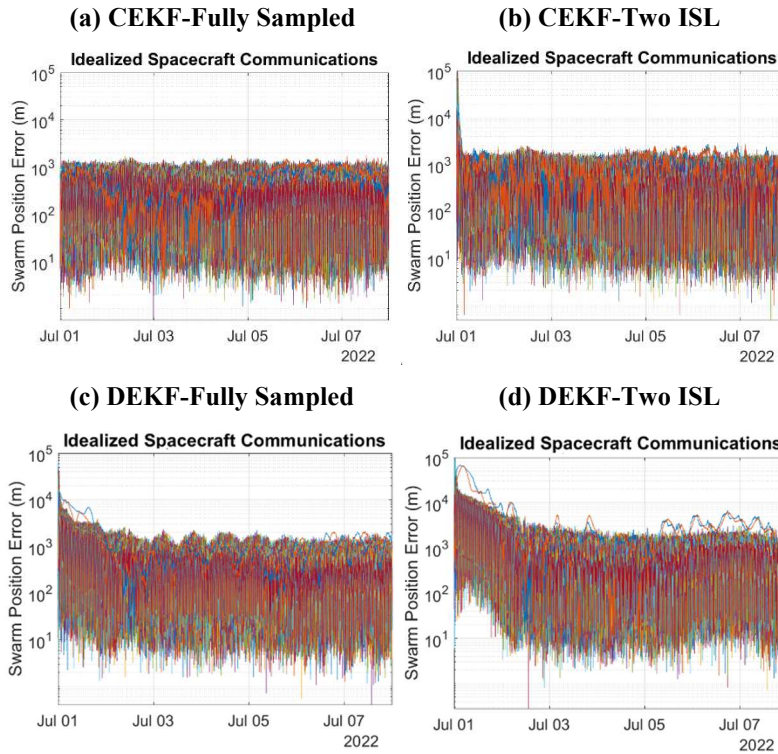 (a) CEKF-Fully Sampled
Idealized Spacecraft Communications
Swarm Position Error (m)
10^5
10^4
10^3
10^2
10^1
Jul 01 Jul 03 Jul 05 Jul 07
2022
(b) CEKF-Two ISL
Idealized Spacecraft Communications
Swarm Position Error (m)
10^5
10^4
10^3
10^2
10^1
Jul 01 Jul 03 Jul 05 Jul 07
2022
(c) DEKF-Fully Sampled
Idealized Spacecraft Communications
Swarm Position Error (m)
10^5
10^4
10^3
10^2
10^1
Jul 01 Jul 03 Jul 05 Jul 07
2022
(d) DEKF-Two ISL
Idealized Spacecraft Communications
Swarm Position Error (m)
10^5
10^4
10^3
10^2
10^1
Jul 01 Jul 03 Jul 05 Jul 07
2022